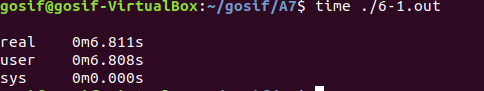 gosif@gosif-VirtualBox:~/gosif/A7$ time ./6-1.out
real 0m6.811s
user 0m6.808s
sys 0m0.000s